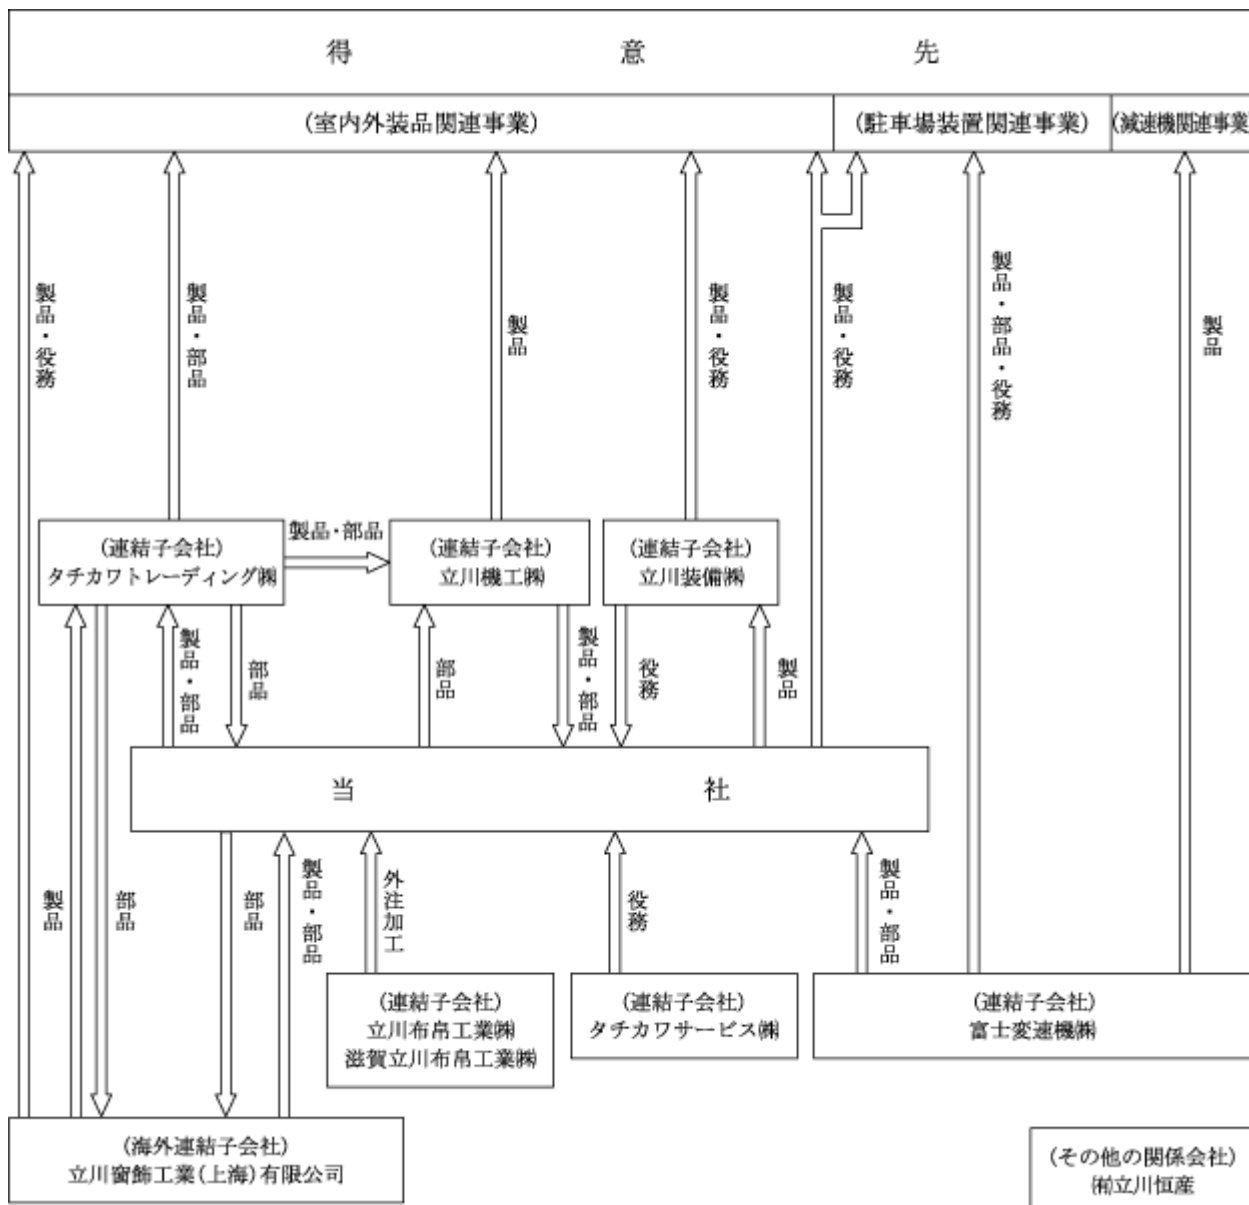 得意先
(室内外装品関連事業)
(駐車場装置関連事業)
(減速機関連事業)
製品・役務
製品・部品
製品
製品・役務
製品・役務
製品・部品・役務
製品
(連結子会社)
タチカワトレーディング㈱
製品・部品
(連結子会社)
立川機工㈱
(連結子会社)
立川装備㈱
製品・部品
部品
部品
製品・部品
役務
製品
当社
製品
部品
部品
製品・部品
外注加工
役務
製品・部品
(連結子会社)
立川布帛工業㈱
滋賀立川布帛工業㈱
(連結子会社)
タチカワサービス㈱
(連結子会社)
富士変速機㈱
(海外連結子会社)
立川窗飾工業(上海)有限公司
(その他の関係会社)
㈲立川恒産